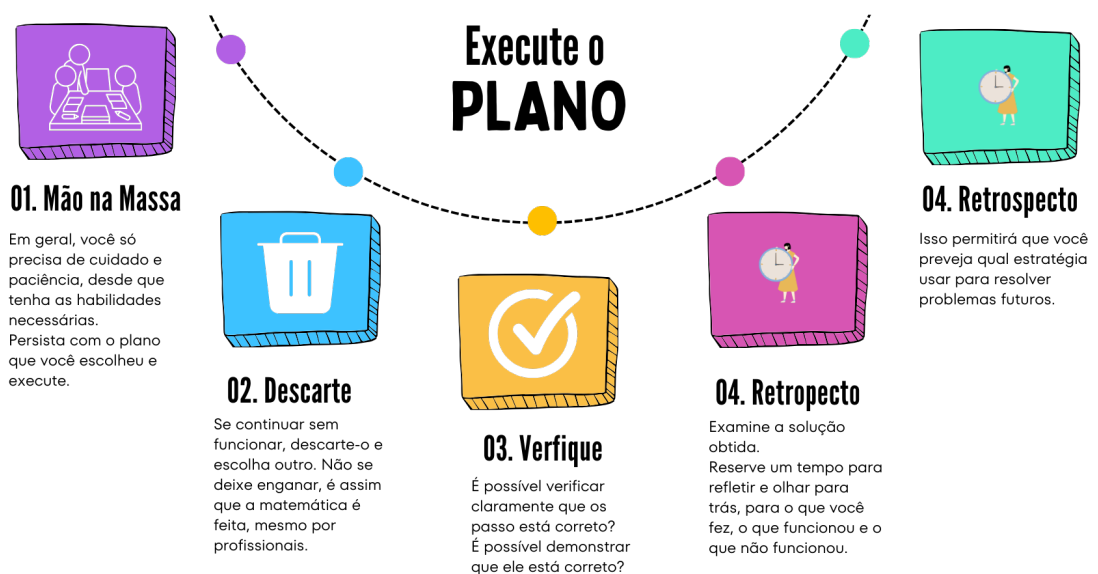 Execute o
PLANO
01. Mão na Massa
Em geral, você só
precisa de cuidado e
paciência, desde que
tenha as habilidades
necessárias.
Persista com o plano
que você escolheu e
execute.
02. Descarte
Se continuar sem
funcionar, descarte-o e
escolha outro. Não se
deixe enganar, é assim
que a matemática é
feita, mesmo por
profissionais.
03. Verfique
É possível verificar
claramente que os
passo está correto?
É possível demonstrar
que ele está correto?
04. Retropecto
Examine a solução
obtida.
Reserve um tempo para
refletir e olhar para
trás, para o que você
fez, o que funcionou e o
que não funcionou.
04. Retrospecto
Isso permitirá que você
preveja qual estratégia
usar para resolver
problemas futuros.